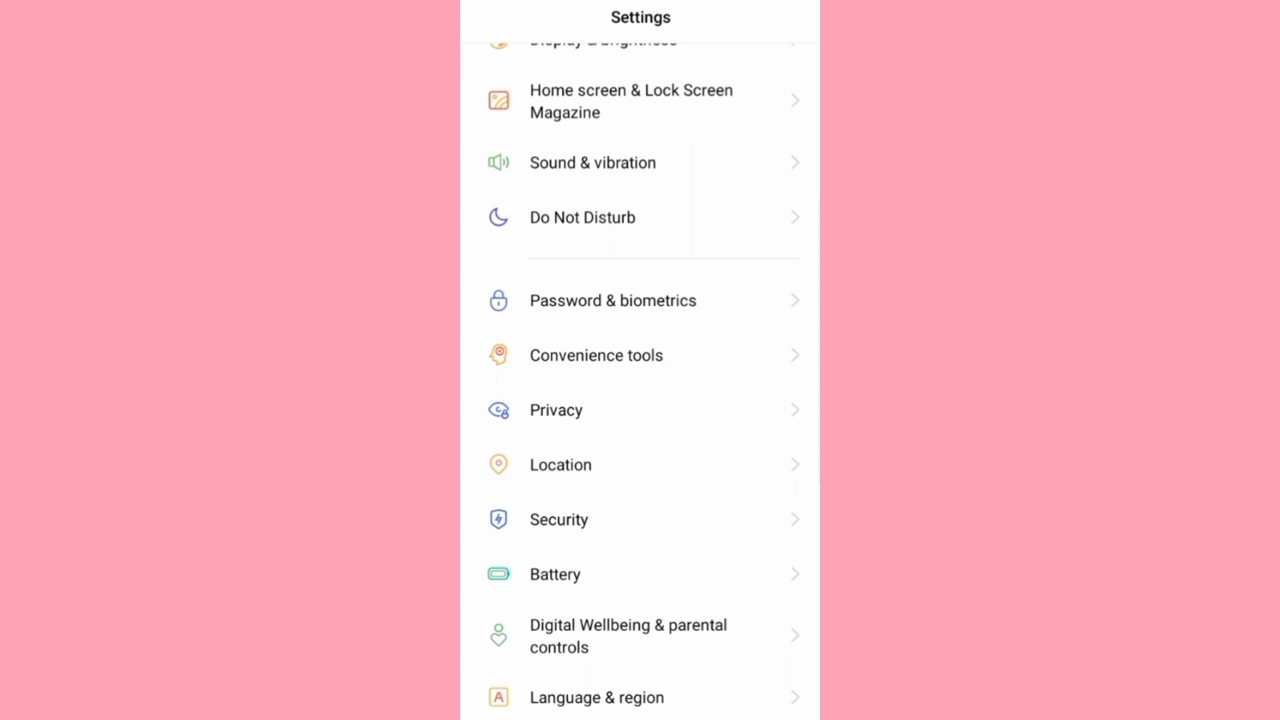 Settings
Display & brightness
Home screen & Lock Screen
Magazine
Sound & vibration
Do Not Disturb
Password & biometrics
Convenience tools
Privacy
Location
Security
Battery
Digital Wellbeing & parental
controls
A
Language & region